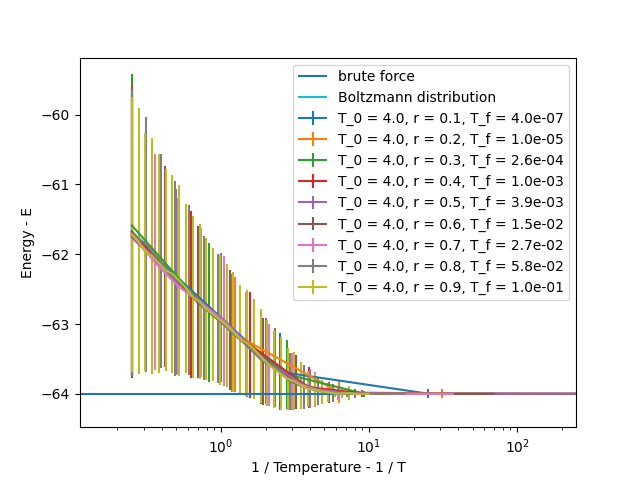 brute force
Boltzmann distribution
T_0 = 4.0, r = 0.1, T_f = 4.0e-07
T_0 = 4.0, r = 0.2, T_f = 1.0e-05
T_0 = 4.0, r = 0.3, T_f = 2.6e-04
T_0 = 4.0, r = 0.4, T_f = 1.0e-03
T_0 = 4.0, r = 0.5, T_f = 3.9e-03
T_0 = 4.0, r = 0.6, T_f = 1.5e-02
T_0 = 4.0, r = 0.7, T_f = 2.7e-02
T_0 = 4.0, r = 0.8, T_f = 5.8e-02
T_0 = 4.0, r = 0.9, T_f = 1.0e-01
Energy - E
−60
−61
−62
−63
−64
10⁰ 10¹ 10²
1 / Temperature - 1 / T